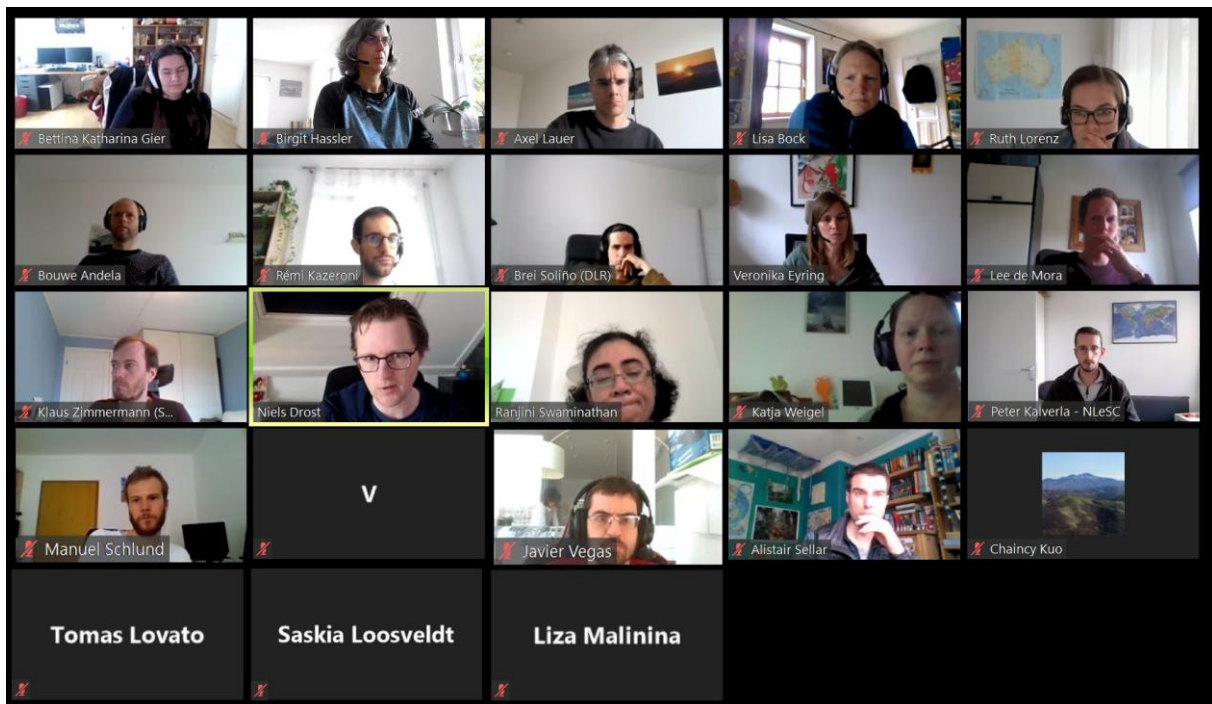 Bettina Katharina Gier
Birgit Hassler
Axel Lauer
Lisa Bock
Ruth Lorenz
Bouwe Andela
Rémi Kazeroni
Brei Soliño (DLR)
Veronika Eyring
Lee de Mora
Klaus Zimmermann (S...
Niels Drost
Ranjini Swaminathan
Katja Weigel
Peter Kalverla - NLeSC
Manuel Schlund
V
Javier Vegas
Alistair Sellar
Chaincy Kuo
Tomas Lovato
Saskia Loosveldt
Liza Malinina